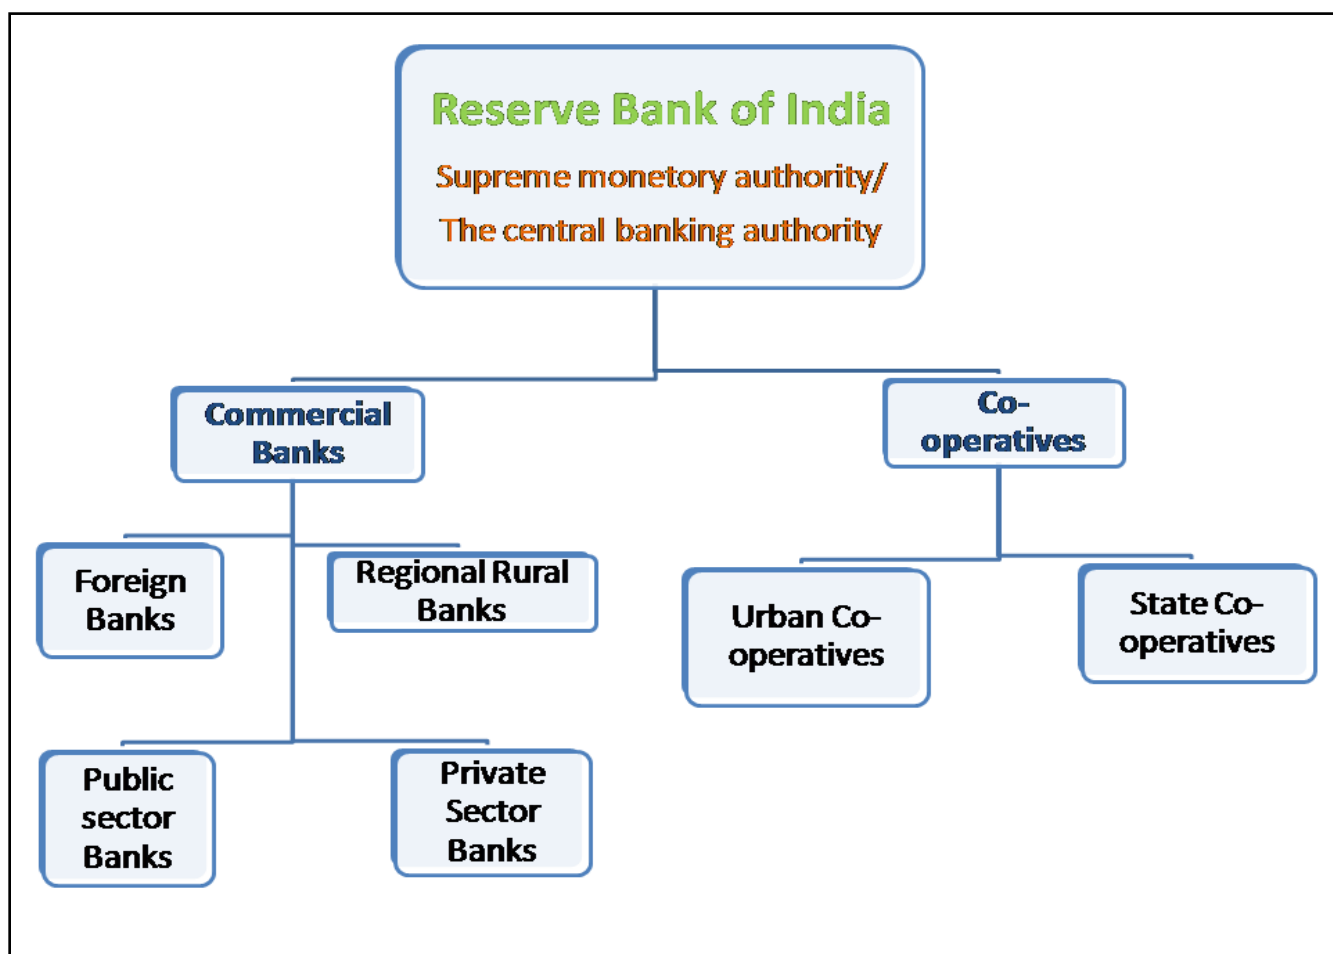 Reserve Bank of India
Supreme monetory authority/
The central banking authority
Commercial
Banks
Co-
operatives
Foreign
Banks
Regional Rural
Banks
Urban Co-
operatives
State Co-
operatives
Public
sector
Banks
Private
Sector
Banks